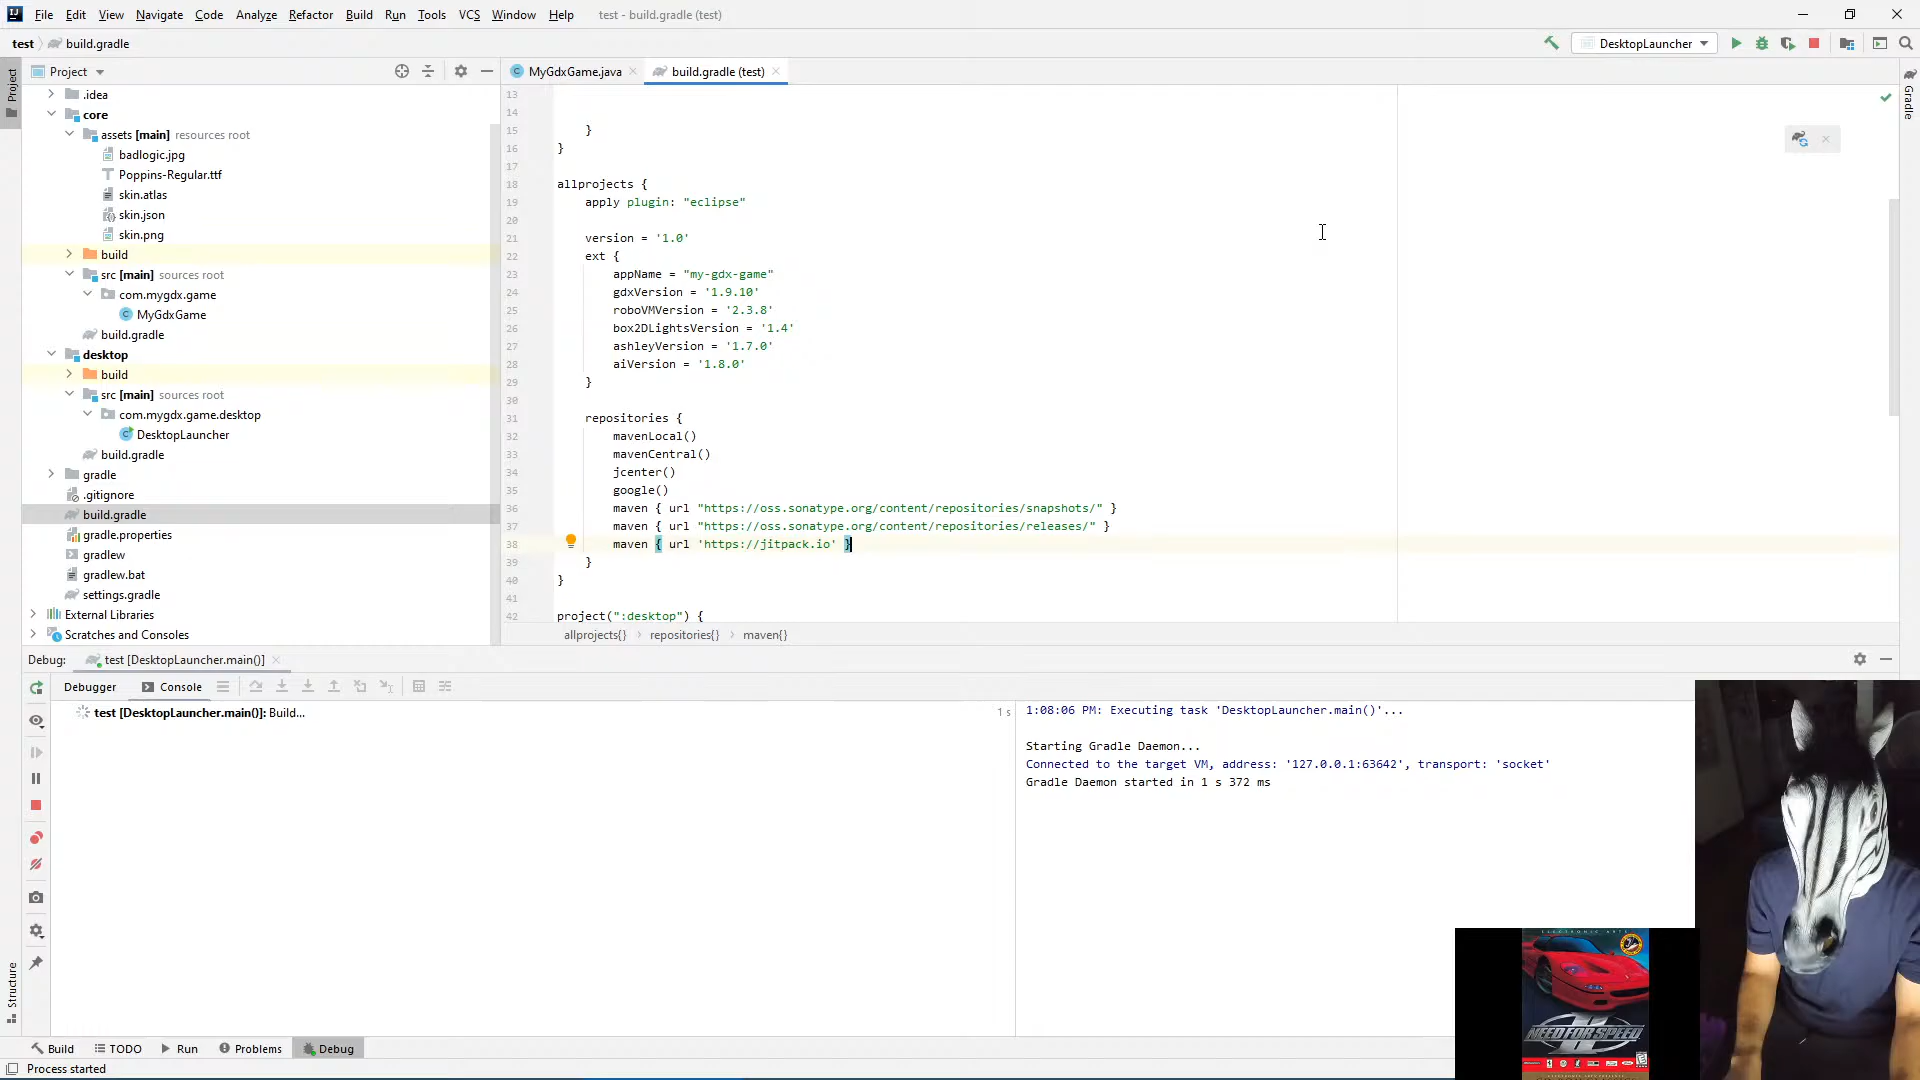 File Edit View Navigate Code Analyze Refactor Build Run Tools VCS Window Help test - build.gradle (test)
test build.gradle
DesktopLauncher
Project
MyGdxGame.java
build.gradle (test)
Project
Gradle
.idea
core
assets [main] resources root
badlogic.jpg
Poppins-Regular.ttf
skin.atlas
skin.json
skin.png
build
src [main] sources root
com.mygdx.game
MyGdxGame
build.gradle
desktop
build
src [main] sources root
com.mygdx.game.desktop
DesktopLauncher
build.gradle
gradle
.gitignore
build.gradle
gradle.properties
gradlew
gradlew.bat
settings.gradle
External Libraries
Scratches and Consoles
13
14
15 }
16 }
17
18 allprojects {
19 apply plugin: "eclipse"
20
21 version = '1.0'
22 ext {
23 appName = "my-gdx-game"
24 gdxVersion = '1.9.10'
25 roboVMVersion = '2.3.8'
26 box2DLightsVersion = '1.4'
27 ashleyVersion = '1.7.0'
28 aiVersion = '1.8.0'
29 }
30
31 repositories {
32 mavenLocal()
33 mavenCentral()
34 jcenter()
35 google()
36 maven { url "https://oss.sonatype.org/content/repositories/snapshots/" }
37 maven { url "https://oss.sonatype.org/content/repositories/releases/" }
38 maven { url 'https://jitpack.io' }
39 }
40 }
41
42 project(":desktop") {
allprojects{} › repositories{} › maven{}
Debug: test [DesktopLauncher.main()]
Debugger Console
test [DesktopLauncher.main()]: Build... 1 s
1:08:06 PM: Executing task 'DesktopLauncher.main()'...
Starting Gradle Daemon...
Connected to the target VM, address: '127.0.0.1:63642', transport: 'socket'
Gradle Daemon started in 1 s 372 ms
Structure
ELECTRONIC ARTS
NEED FOR SPEED
II
Build TODO Run Problems Debug
Process started